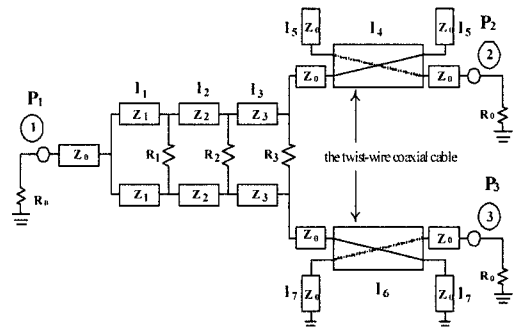 l5 Z0 l4 Z0 l5 P2
Z0 Z0 2
P1 l1 l2 l3 R0
1 Z1 Z2 Z3
Z0 R1 R2 R3 the twist-wire coaxial cable
R0 Z1 Z2 Z3 P3
Z0 Z0 3
l7 Z0 l6 Z0 l7 R0